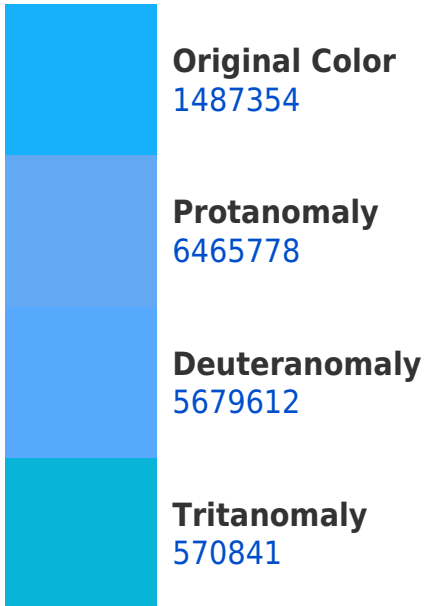 Original Color
1487354
Protanomaly
6465778
Deuteranomaly
5679612
Tritanomaly
570841